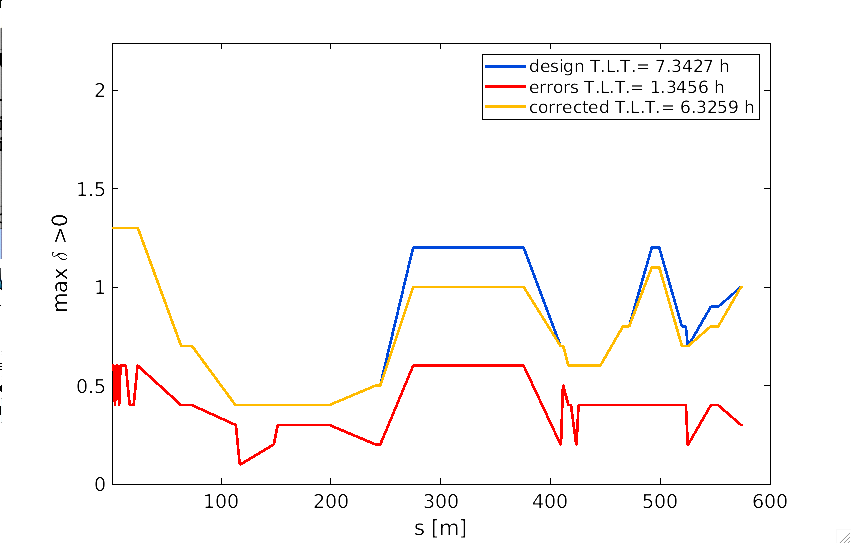 design T.L.T.= 7.3427 h
errors T.L.T.= 1.3456 h
corrected T.L.T.= 6.3259 h
max δ >0
2
1.5
1
0.5
0
100
200
300
400
500
600
s [m]